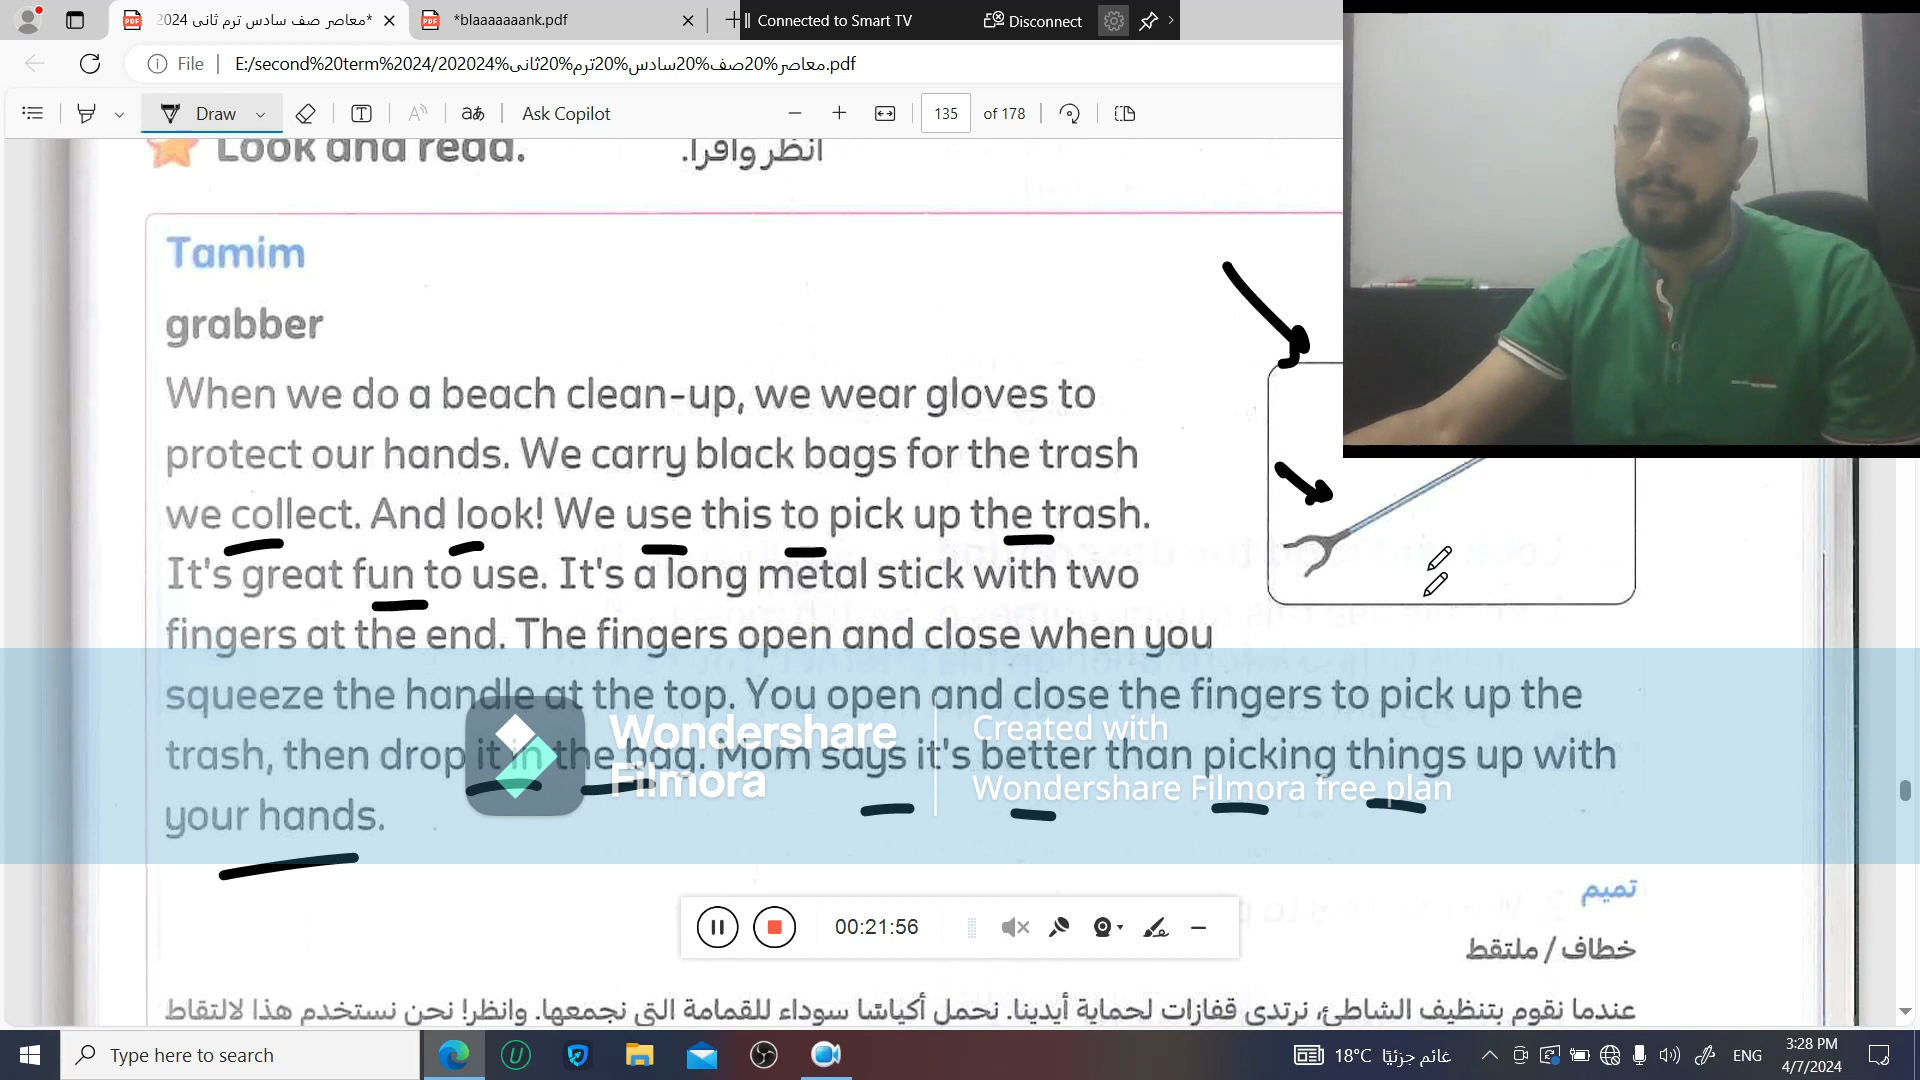 *معاصر صف سادس ترم ثانى 2024
*blaaaaaaank.pdf
Connected to Smart TV
Disconnect
File
E:/second%20term%2024/202024%معاصر%20صف%20سادس%20ترم%20ثانى.pdf
Draw
Ask Copilot
135 of 178
Look and read.
انظر واقرأ.
Tamim
grabber
When we do a beach clean-up, we wear gloves to
protect our hands. We carry black bags for the trash
we collect. And look! We use this to pick up the trash.
It's great fun to use. It's a long metal stick with two
fingers at the end. The fingers open and close when you
squeeze the handle at the top. You open and close the fingers to pick up the
trash, then drop it in the bag. Mom says it's better than picking things up with
your hands.
Wondershare
Filmora
Created with
Wondershare Filmora free plan
00:21:56
تميم
خطاف / ملتقط
عندما نقوم بتنظيف الشاطئ، نرتدى قفازات لحماية أيدينا. نحمل أكياسًا سوداء للقمامة التى نجمعها. وانظر! نحن نستخدم هذا لالتقاط
Type here to search
18°C غائم جزئيًا
ENG
3:28 PM
4/7/2024